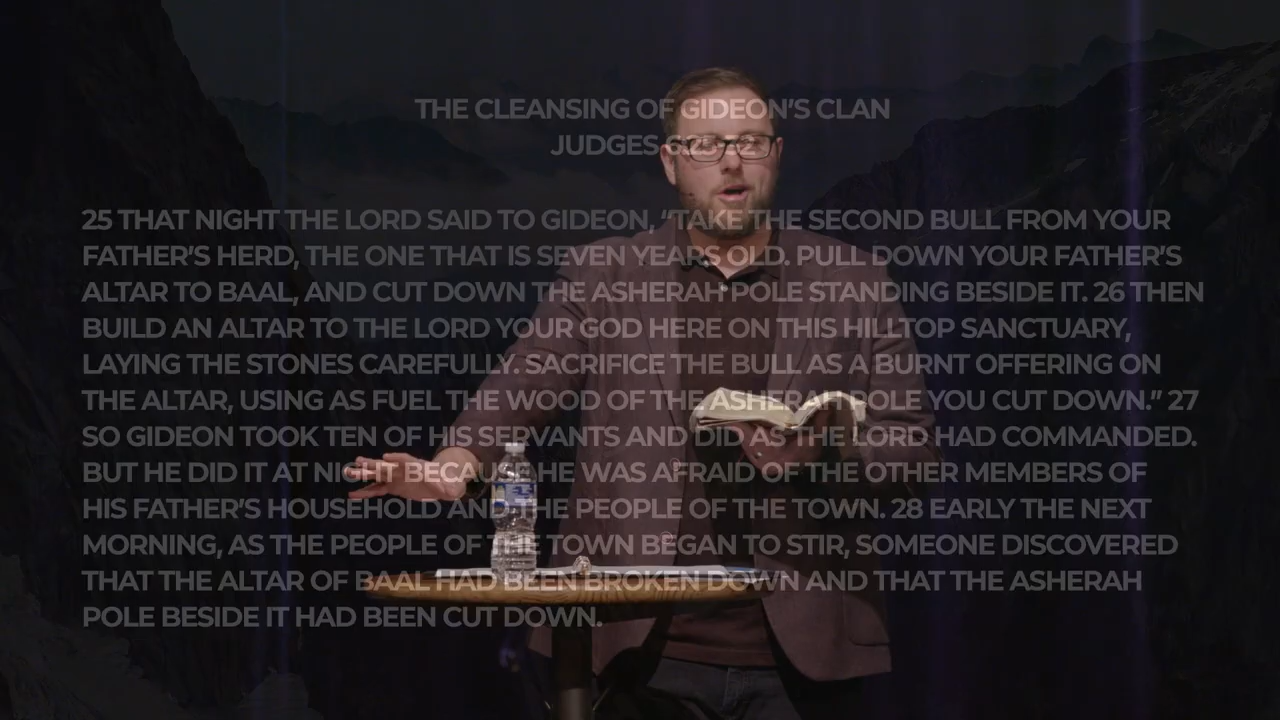 THE CLEANSING OF GIDEON'S CLAN
JUDGES
25 THAT NIGHT THE LORD SAID TO GIDEON, “TAKE THE SECOND BULL FROM YOUR
FATHER'S HERD, THE ONE THAT IS SEVEN YEARS OLD. PULL DOWN YOUR FATHER'S
ALTAR TO BAAL, AND CUT DOWN THE ASHERAH POLE STANDING BESIDE IT. 26 THEN
BUILD AN ALTAR TO THE LORD YOUR GOD HERE ON THIS HILLTOP SANCTUARY,
LAYING THE STONES CAREFULLY. SACRIFICE THE BULL AS A BURNT OFFERING ON
THE ALTAR, USING AS FUEL THE WOOD OF THE ASHERAH POLE YOU CUT DOWN.” 27
SO GIDEON TOOK TEN OF HIS SERVANTS AND DID AS THE LORD HAD COMMANDED.
BUT HE DID IT AT NIGHT BECAUSE HE WAS AFRAID OF THE OTHER MEMBERS OF
HIS FATHER'S HOUSEHOLD AND THE PEOPLE OF THE TOWN. 28 EARLY THE NEXT
MORNING, AS THE PEOPLE OF THE TOWN BEGAN TO STIR, SOMEONE DISCOVERED
THAT THE ALTAR OF BAAL HAD BEEN BROKEN DOWN AND THAT THE ASHERAH
POLE BESIDE IT HAD BEEN CUT DOWN.